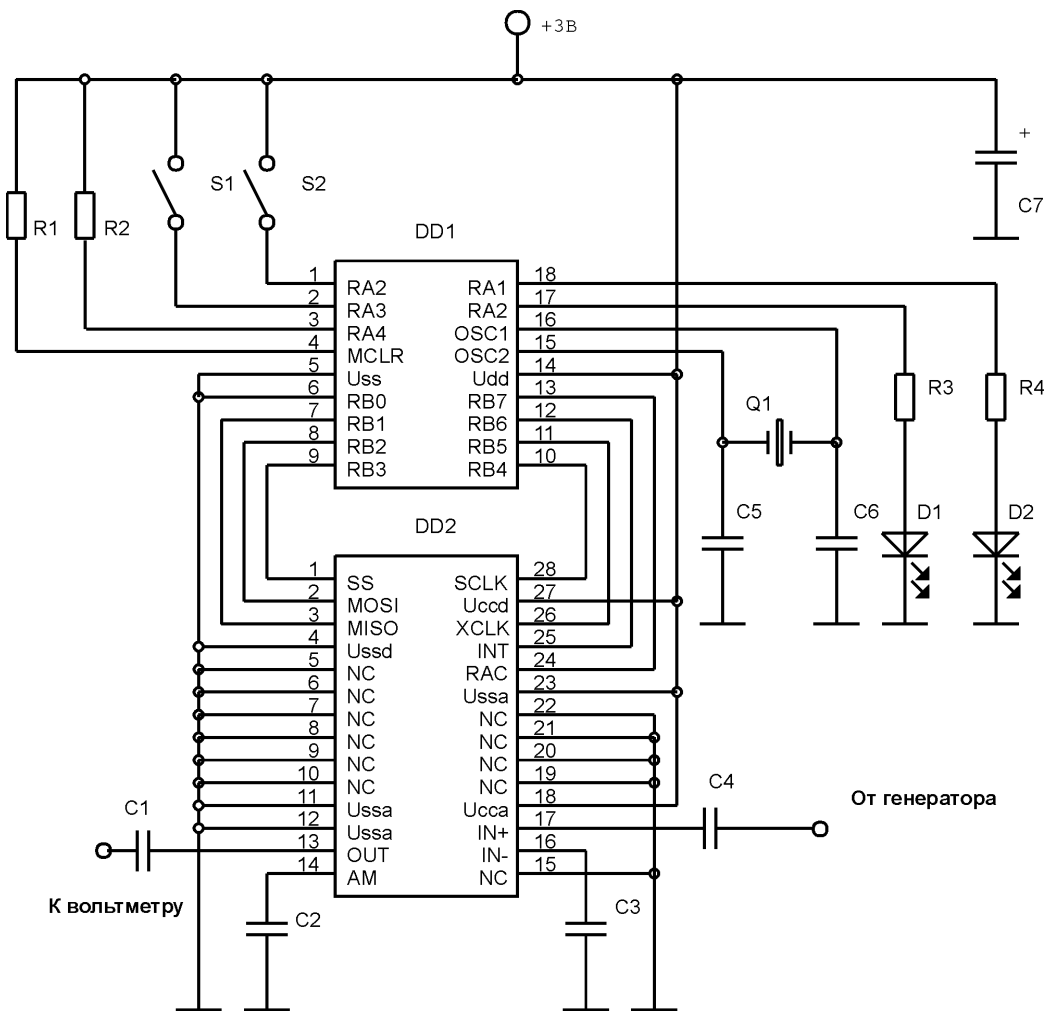 +3В
S1
S2
+
R1
R2
C7
DD1
1 RA2 RA1 18
2 RA3 RA2 17
3 RA4 OSC1 16
4 MCLR OSC2 15
5 Uss Udd 14
6 RB0 RB7 13
7 RB1 RB6 12
8 RB2 RB5 11
9 RB3 RB4 10
R3
R4
Q1
C5
C6
D1
D2
DD2
1 SS SCLK 28
2 MOSI Uccd 27
3 MISO XCLK 26
4 Ussd INT 25
5 NC RAC 24
6 NC Ussa 23
7 NC NC 22
8 NC NC 21
9 NC NC 20
10 NC NC 19
11 Ussa Ucca 18
12 Ussa IN+ 17
13 OUT IN- 16
14 AM NC 15
C1
C4
От генератора
К вольтметру
C2
C3